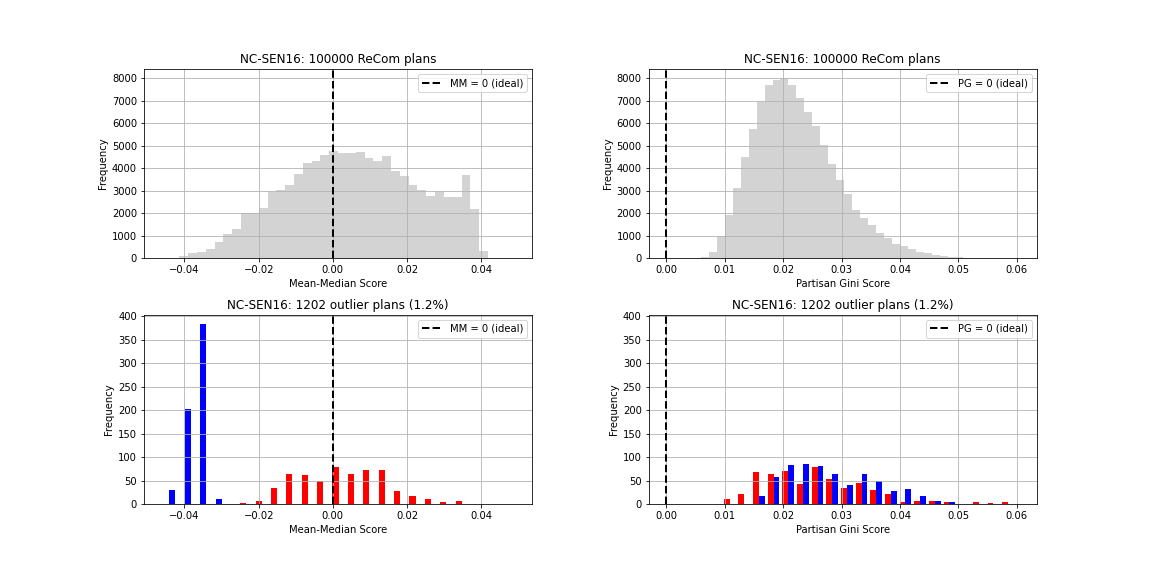 NC-SEN16: 100000 ReCom plans
MM = 0 (ideal)
8000
7000
6000
5000
4000
3000
2000
1000
0
Frequency
−0.04 −0.02 0.00 0.02 0.04
Mean-Median Score
NC-SEN16: 100000 ReCom plans
PG = 0 (ideal)
8000
7000
6000
5000
4000
3000
2000
1000
0
Frequency
0.00 0.01 0.02 0.03 0.04 0.05 0.06
Partisan Gini Score
NC-SEN16: 1202 outlier plans (1.2%)
MM = 0 (ideal)
400
350
300
250
200
150
100
50
0
Frequency
−0.04 −0.02 0.00 0.02 0.04
Mean-Median Score
NC-SEN16: 1202 outlier plans (1.2%)
PG = 0 (ideal)
400
350
300
250
200
150
100
50
0
Frequency
0.00 0.01 0.02 0.03 0.04 0.05 0.06
Partisan Gini Score